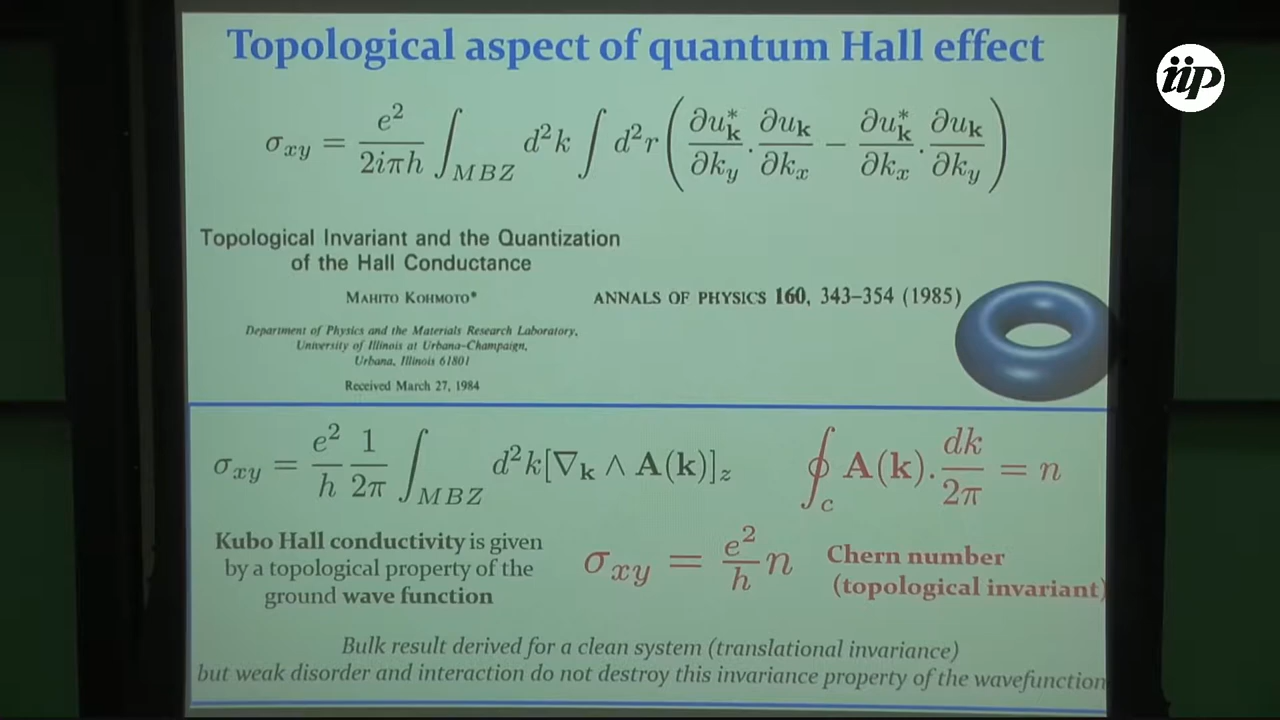 Topological aspect of quantum Hall effect
iip
σ_xy = e²/2iπh ∫_MBZ d²k ∫ d²r (∂u*_k/∂k_y · ∂u_k/∂k_x − ∂u*_k/∂k_x · ∂u_k/∂k_y)
Topological Invariant and the Quantization
of the Hall Conductance
MAHITO KOHMOTO*
ANNALS OF PHYSICS 160, 343–354 (1985)
Department of Physics and the Materials Research Laboratory,
University of Illinois at Urbana–Champaign,
Urbana, Illinois 61801
Received March 27, 1984
σ_xy = e²/h 1/2π ∫_MBZ d²k[∇_k ∧ A(k)]_z
∮_c A(k). dk/2π = n
Kubo Hall conductivity is given
by a topological property of the
ground wave function
σ_xy = e²/h n
Chern number
(topological invariant)
Bulk result derived for a clean system (translational invariance)
but weak disorder and interaction do not destroy this invariance property of the wavefunction